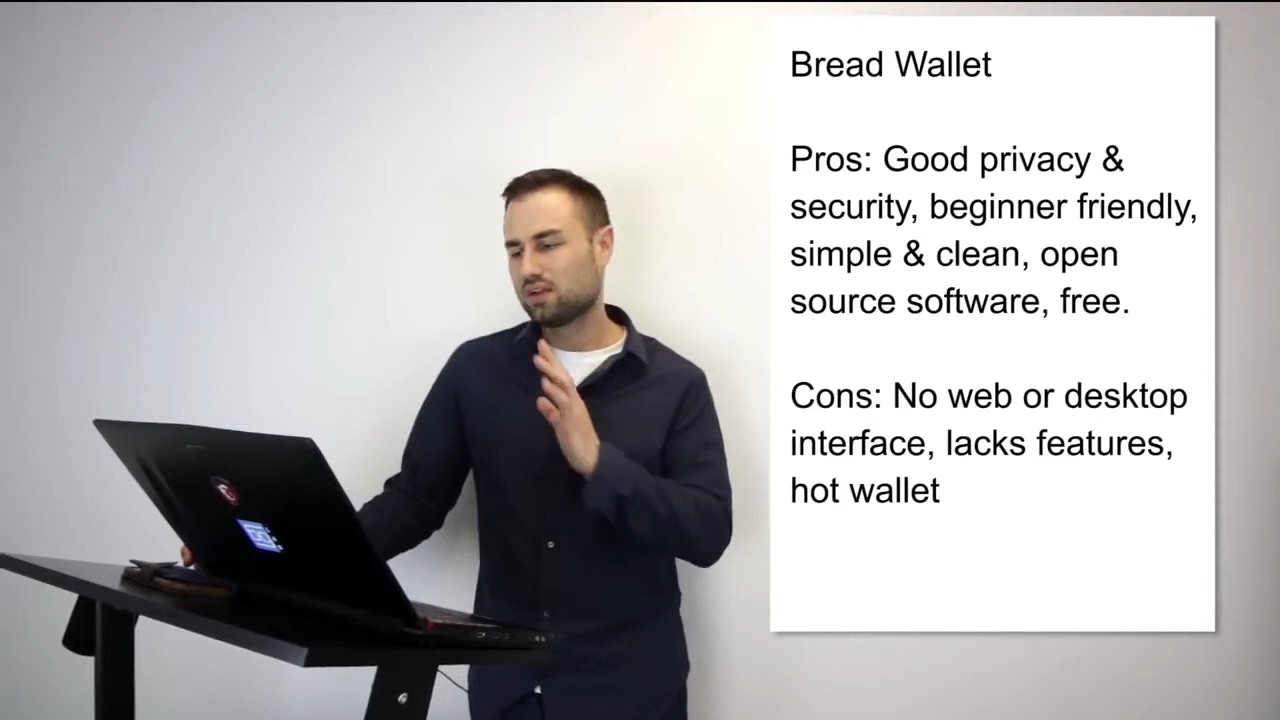 Bread Wallet
Pros: Good privacy &
security, beginner friendly,
simple & clean, open
source software, free.
Cons: No web or desktop
interface, lacks features,
hot wallet